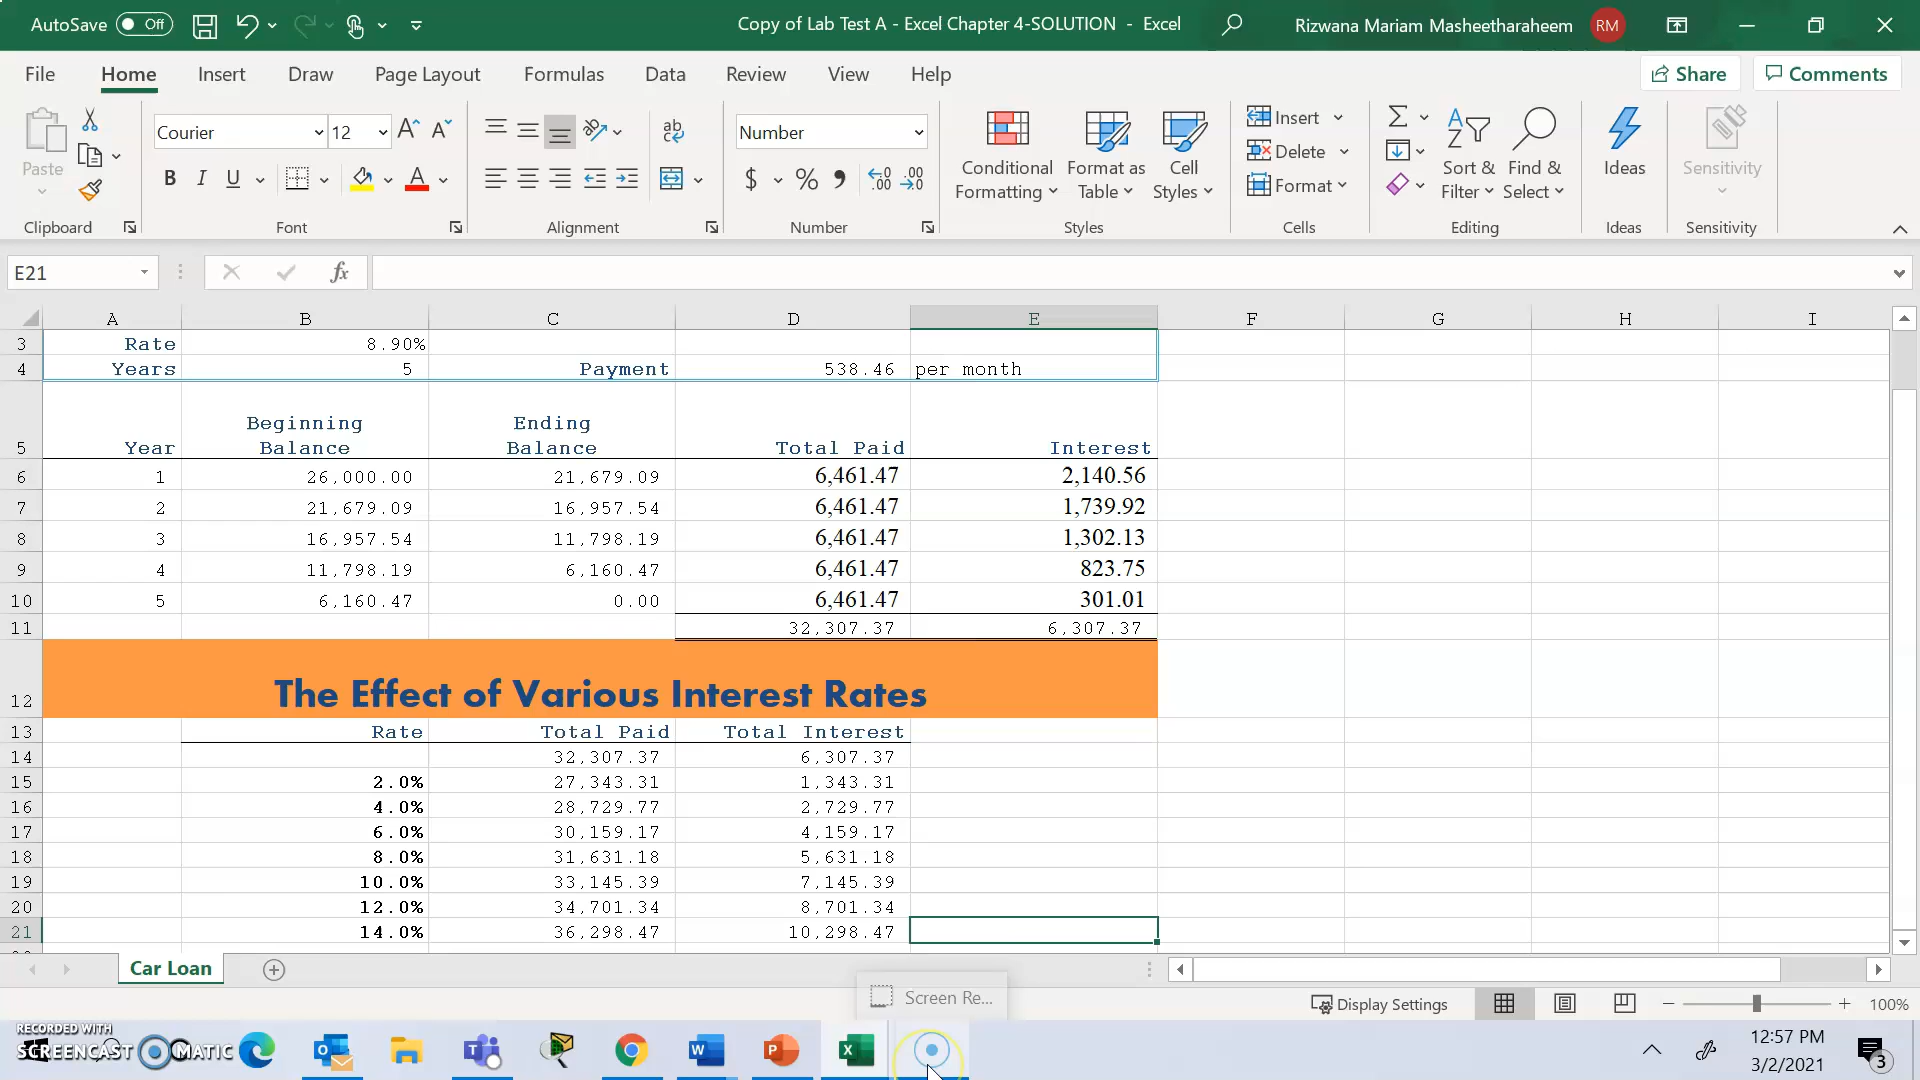 AutoSave Off Copy of Lab Test A - Excel Chapter 4-SOLUTION - Excel Rizwana Mariam Masheetharaheem RM
File Home Insert Draw Page Layout Formulas Data Review View Help Share Comments
Paste
Clipboard
Courier 12
B I U
Font
Alignment
Number
$ % 9
Number
Conditional Formatting
Format as Table
Cell Styles
Styles
Insert
Delete
Format
Cells
Sort & Filter
Find & Select
Editing
Ideas
Ideas
Sensitivity
Sensitivity
E21 fx
A B C D E F G H I
3 Rate 8.90%
4 Years 5 Payment 538.46 per month
5 Year Beginning Balance Ending Balance Total Paid Interest
6 1 26,000.00 21,679.09 6,461.47 2,140.56
7 2 21,679.09 16,957.54 6,461.47 1,739.92
8 3 16,957.54 11,798.19 6,461.47 1,302.13
9 4 11,798.19 6,160.47 6,461.47 823.75
10 5 6,160.47 0.00 6,461.47 301.01
11 32,307.37 6,307.37
12 The Effect of Various Interest Rates
13 Rate Total Paid Total Interest
14 32,307.37 6,307.37
15 2.0% 27,343.31 1,343.31
16 4.0% 28,729.77 2,729.77
17 6.0% 30,159.17 4,159.17
18 8.0% 31,631.18 5,631.18
19 10.0% 33,145.39 7,145.39
20 12.0% 34,701.34 8,701.34
21 14.0% 36,298.47 10,298.47
Car Loan
Screen Re...
Display Settings 100%
RECORDED WITH
SCREENCAST MATIC
12:57 PM
3/2/2021
3